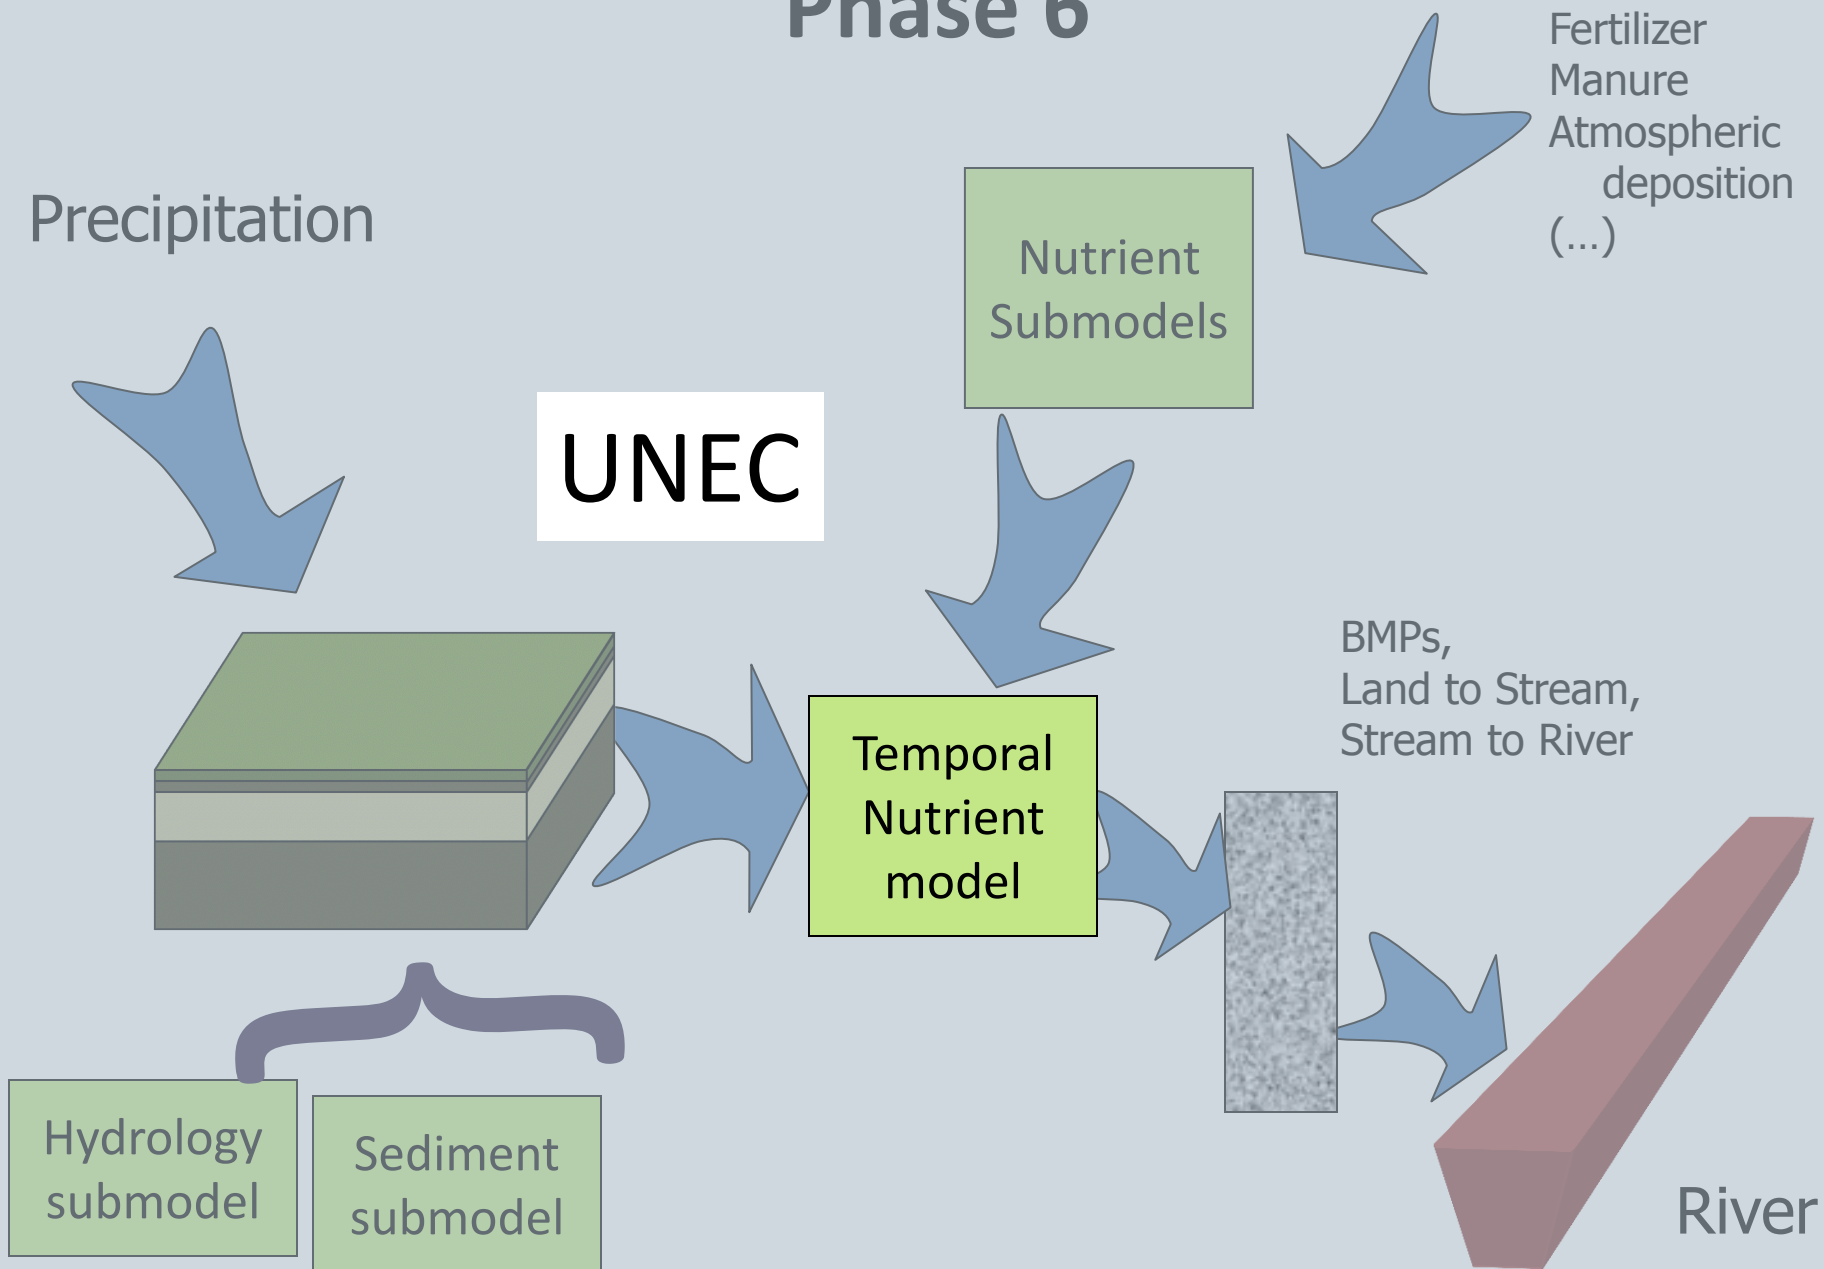 Phase 6
Fertilizer
Manure
Atmospheric
deposition
(...)
Precipitation
Nutrient
Submodels
UNEC
BMPs,
Land to Stream,
Stream to River
Temporal
Nutrient
model
Hydrology
submodel
Sediment
submodel
River